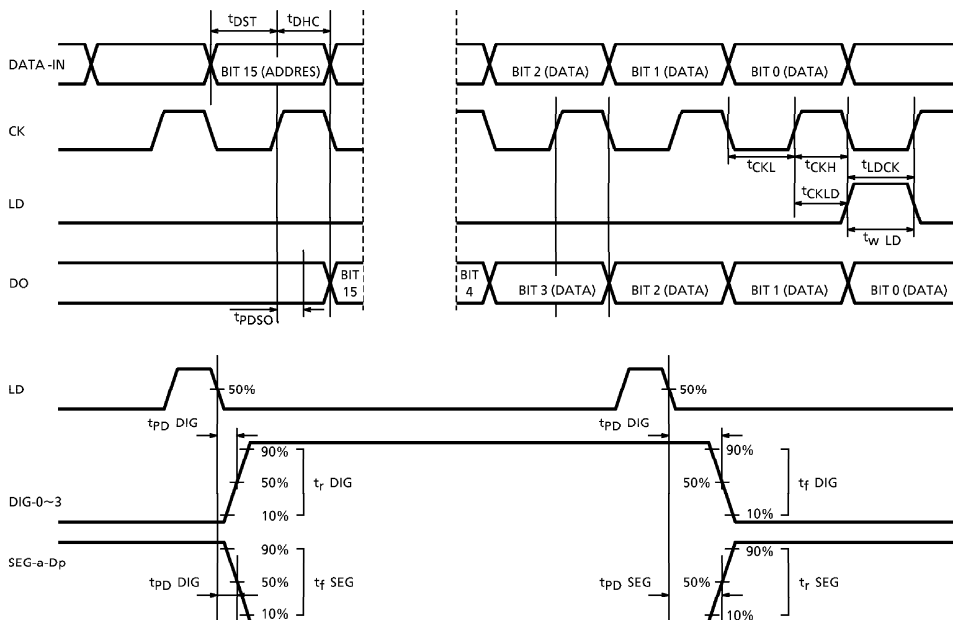 tDST tDHC
DATA -IN BIT 15 (ADDRES) BIT 2 (DATA) BIT 1 (DATA) BIT 0 (DATA)
CK
tCKL tCKH tLDCK
tCKLD
LD
tw LD
DO BIT 15 BIT 4 BIT 3 (DATA) BIT 2 (DATA) BIT 1 (DATA) BIT 0 (DATA)
tPDSO
LD 50% 50%
tPD DIG tPD DIG
90% 90%
DIG-0~3 50% tr DIG 50% tf DIG
10% 10%
SEG-a-Dp 90% 90%
tPD DIG 50% tf SEG tPD SEG 50% tr SEG
10% 10%